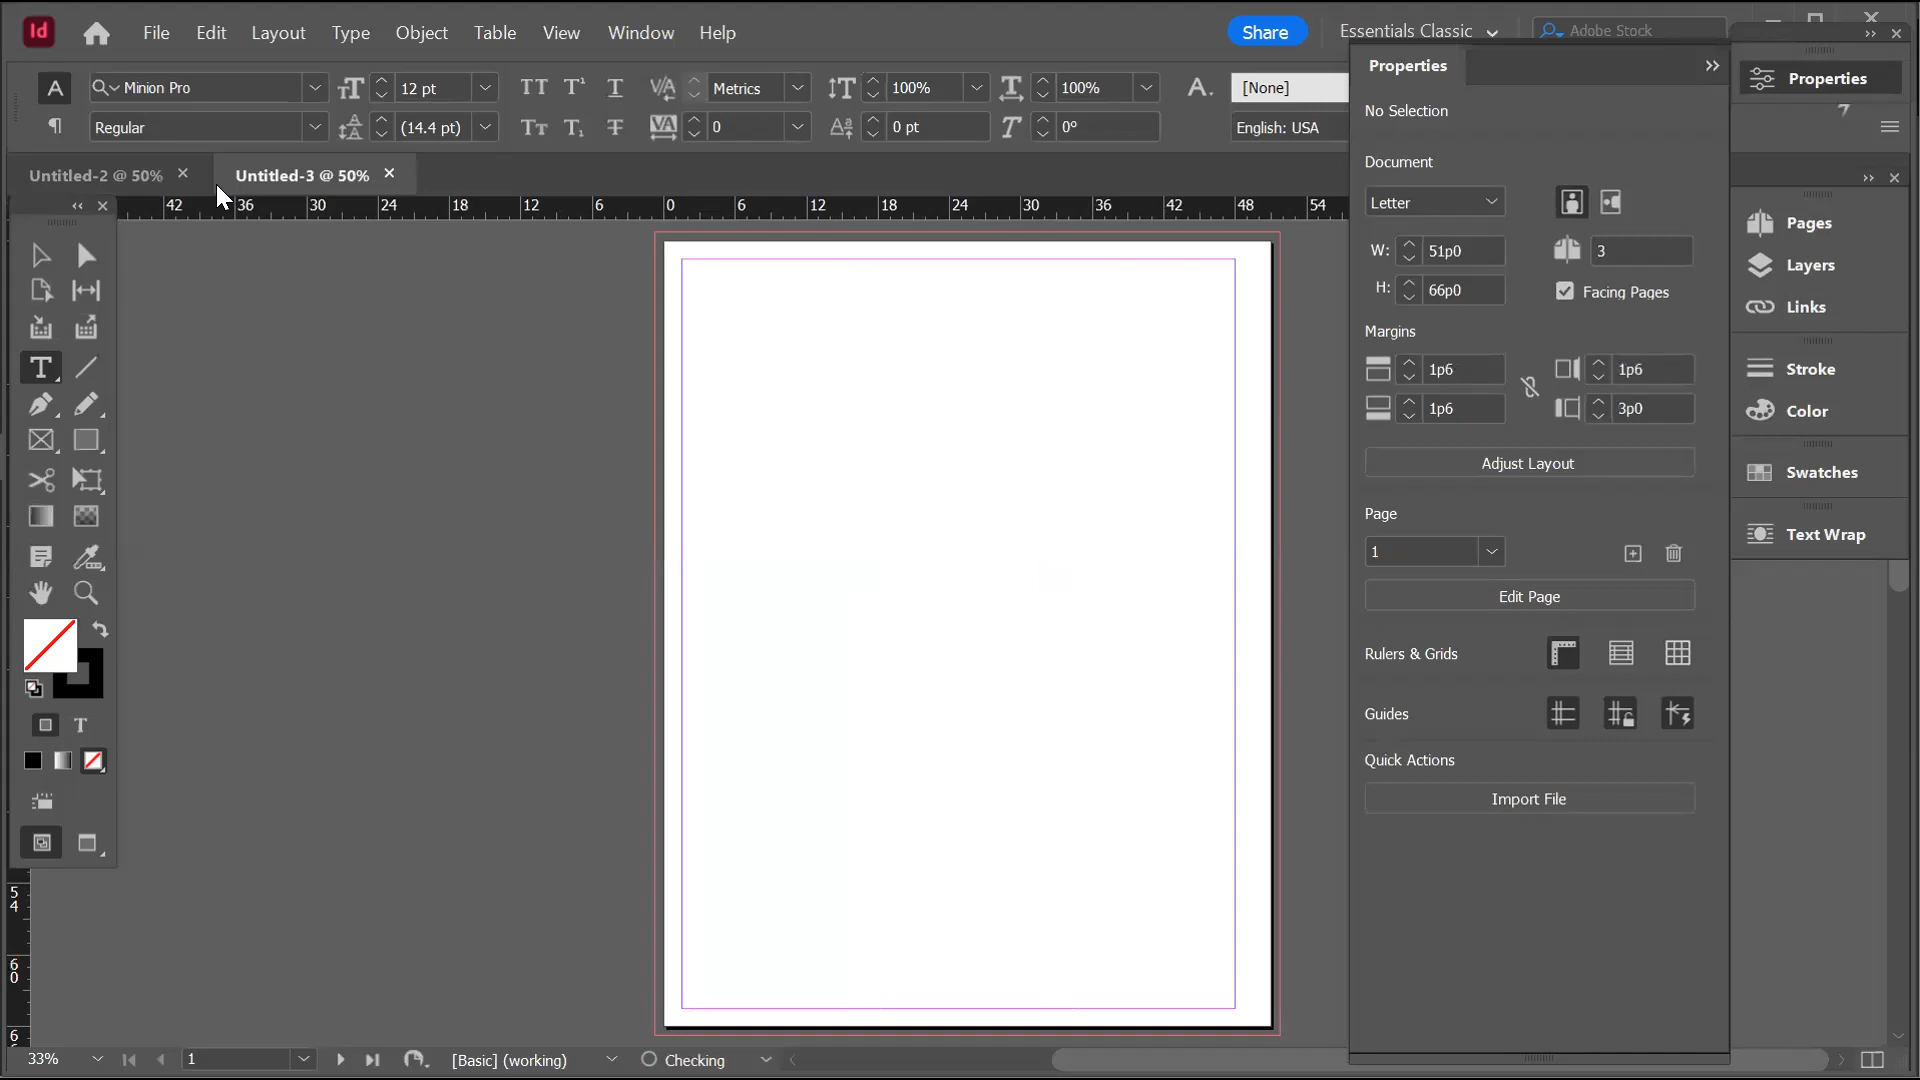 Id File Edit Layout Type Object Table View Window Help Share Essentials Classic Adobe Stock
A Minion Pro 12 pt Metrics 100% 100% A. [None]
Regular (14.4 pt) 0 0 pt 0° English: USA
Untitled-2 @ 50% Untitled-3 @ 50%
42 36 30 24 18 12 6 0 6 12 18 24 30 36 42 48 54
5
4
6
0
6
33% 1 [Basic] (working) Checking
Properties
No Selection
Document
Letter
W: 51p0 3
H: 66p0 Facing Pages
Margins
1p6 1p6
1p6 3p0
Adjust Layout
Page
1
Edit Page
Rulers & Grids
Guides
Quick Actions
Import File
Properties
Pages
Layers
Links
Stroke
Color
Swatches
Text Wrap